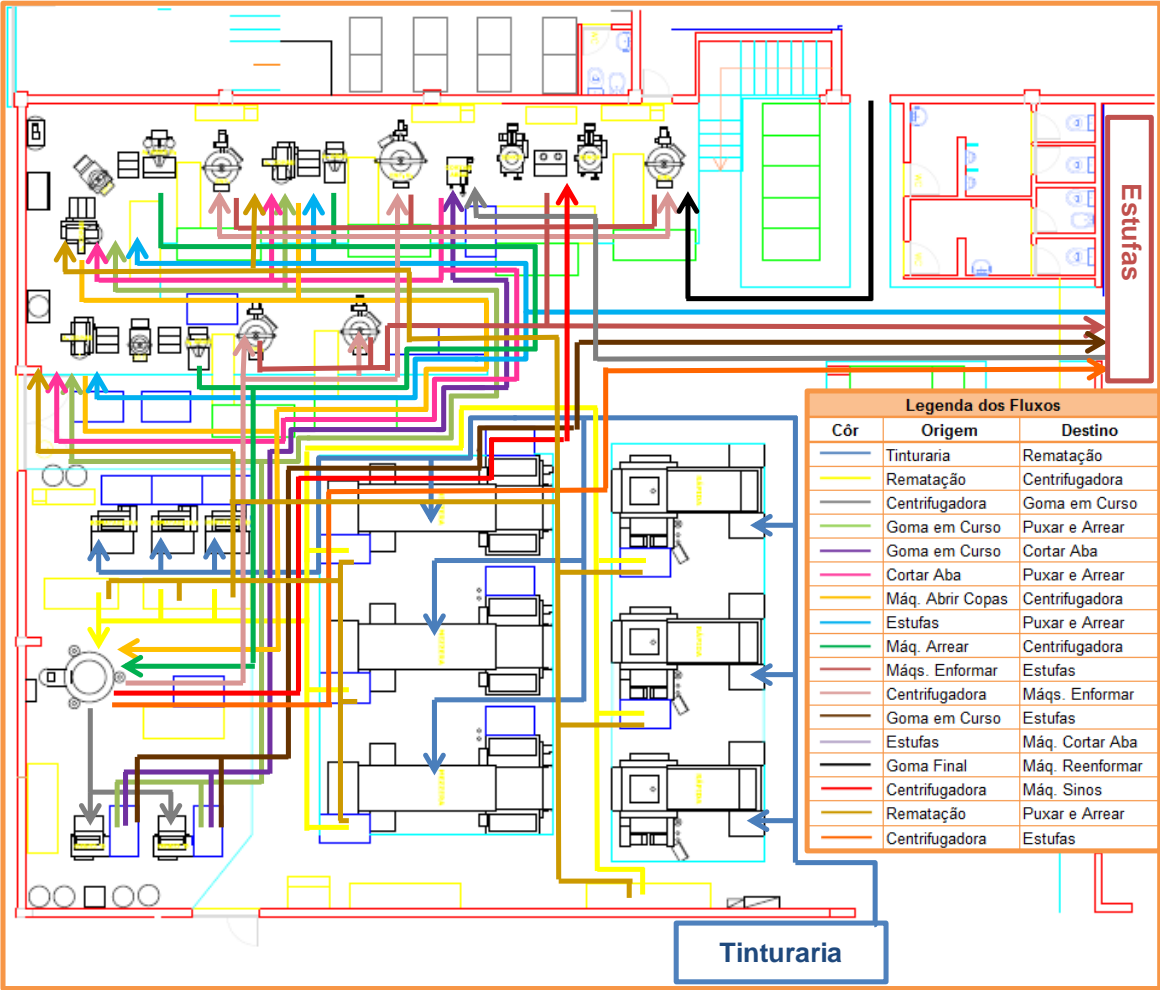 Estufas
Legenda dos Fluxos
Côr Origem Destino
Tinturaria Rematação
Rematação Centrifugadora
Centrifugadora Goma em Curso
Goma em Curso Puxar e Arrear
Goma em Curso Cortar Aba
Cortar Aba Puxar e Arrear
Máq. Abrir Copas Centrifugadora
Estufas Puxar e Arrear
Máq. Arrear Centrifugadora
Máqs. Enformar Estufas
Centrifugadora Máqs. Enformar
Goma em Curso Estufas
Estufas Máq. Cortar Aba
Goma Final Máq. Reenformar
Centrifugadora Máq. Sinos
Rematação Puxar e Arrear
Centrifugadora Estufas
Tinturaria